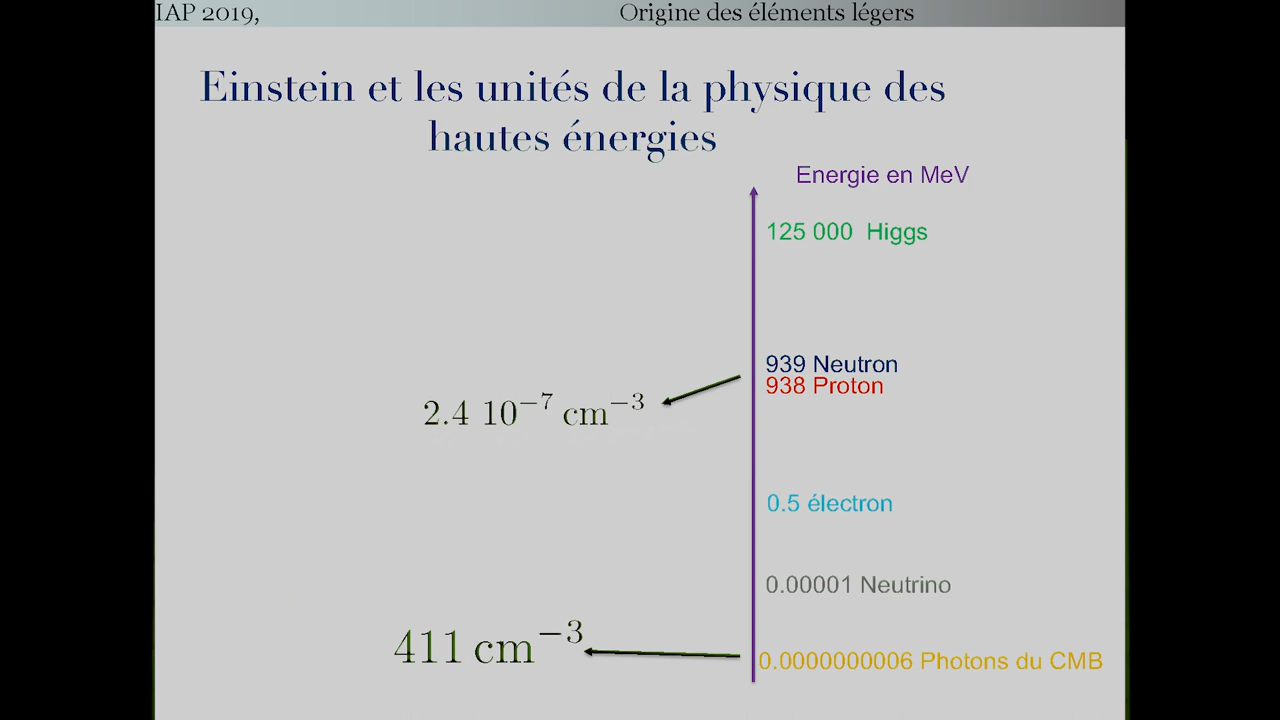 IAP 2019,
Origine des éléments légers
Einstein et les unités de la physique des
hautes énergies
Energie en MeV
125 000 Higgs
939 Neutron
938 Proton
2.4 10⁻⁷ cm⁻³
0.5 électron
0.00001 Neutrino
411 cm⁻³
0.0000000006 Photons du CMB